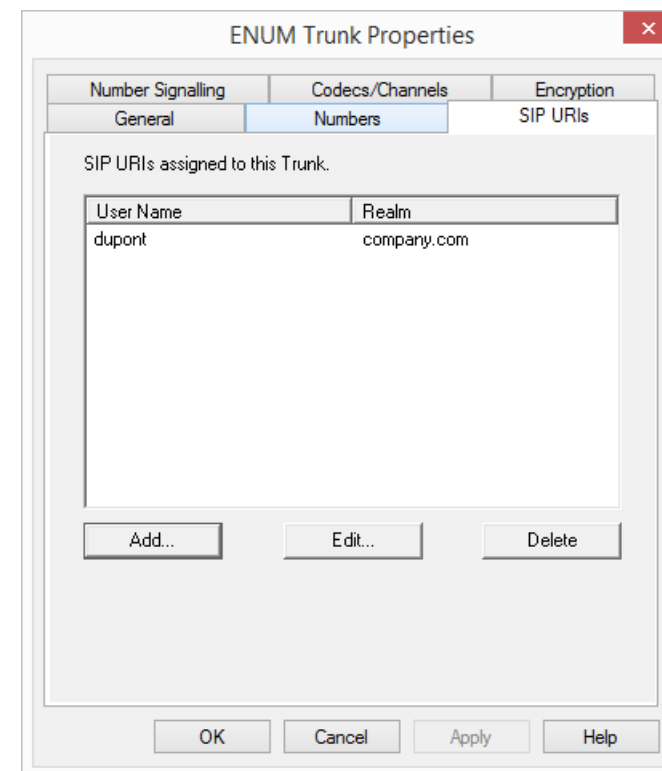 ENUM Trunk Properties
Number Signalling Codecs/Channels Encryption
General Numbers SIP URIs
SIP URIs assigned to this Trunk.
User Name Realm
dupont company.com
Add... Edit... Delete
OK Cancel Apply Help